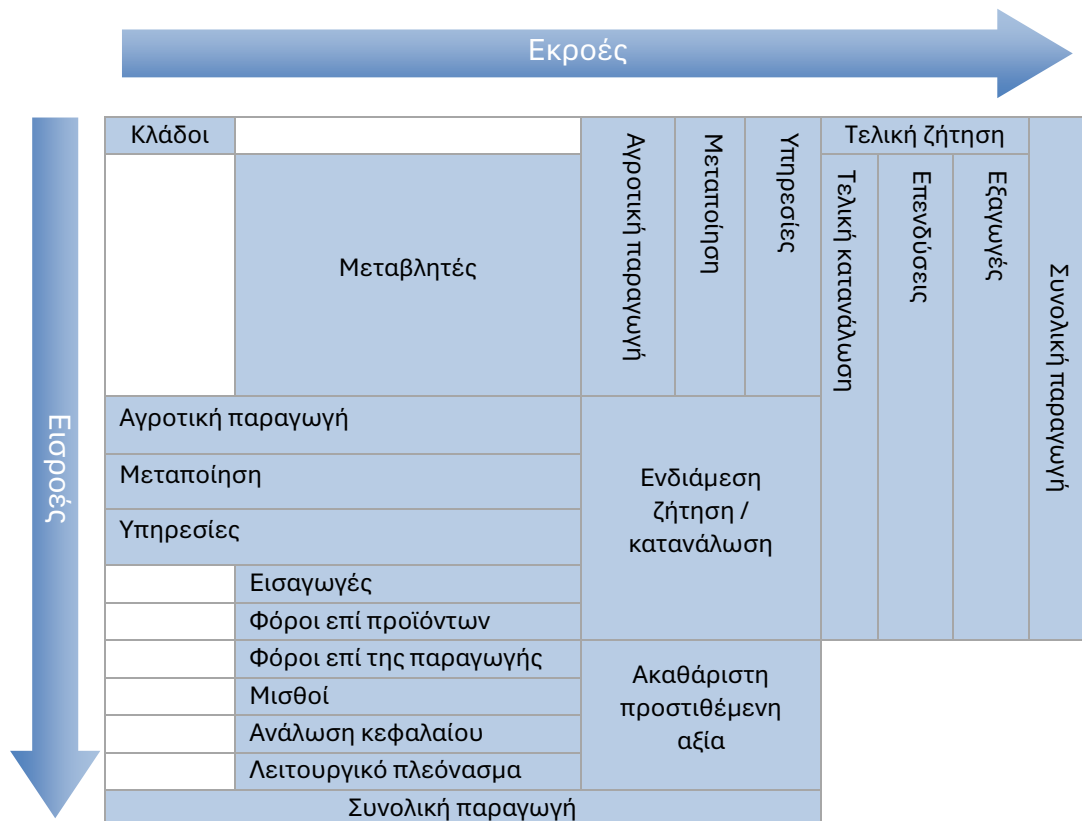 Εκροές
Εισροές
Κλάδοι
Αγροτική παραγωγή
Μεταποίηση
Υπηρεσίες
Τελική ζήτηση
Συνολική παραγωγή
Μεταβλητές
Τελική κατανάλωση
Επενδύσεις
Εξαγωγές
Αγροτική παραγωγή
Μεταποίηση
Υπηρεσίες
Ενδιάμεση
ζήτηση /
κατανάλωση
Εισαγωγές
Φόροι επί προϊόντων
Φόροι επί της παραγωγής
Μισθοί
Ανάλωση κεφαλαίου
Λειτουργικό πλεόνασμα
Ακαθάριστη
προστιθέμενη
αξία
Συνολική παραγωγή